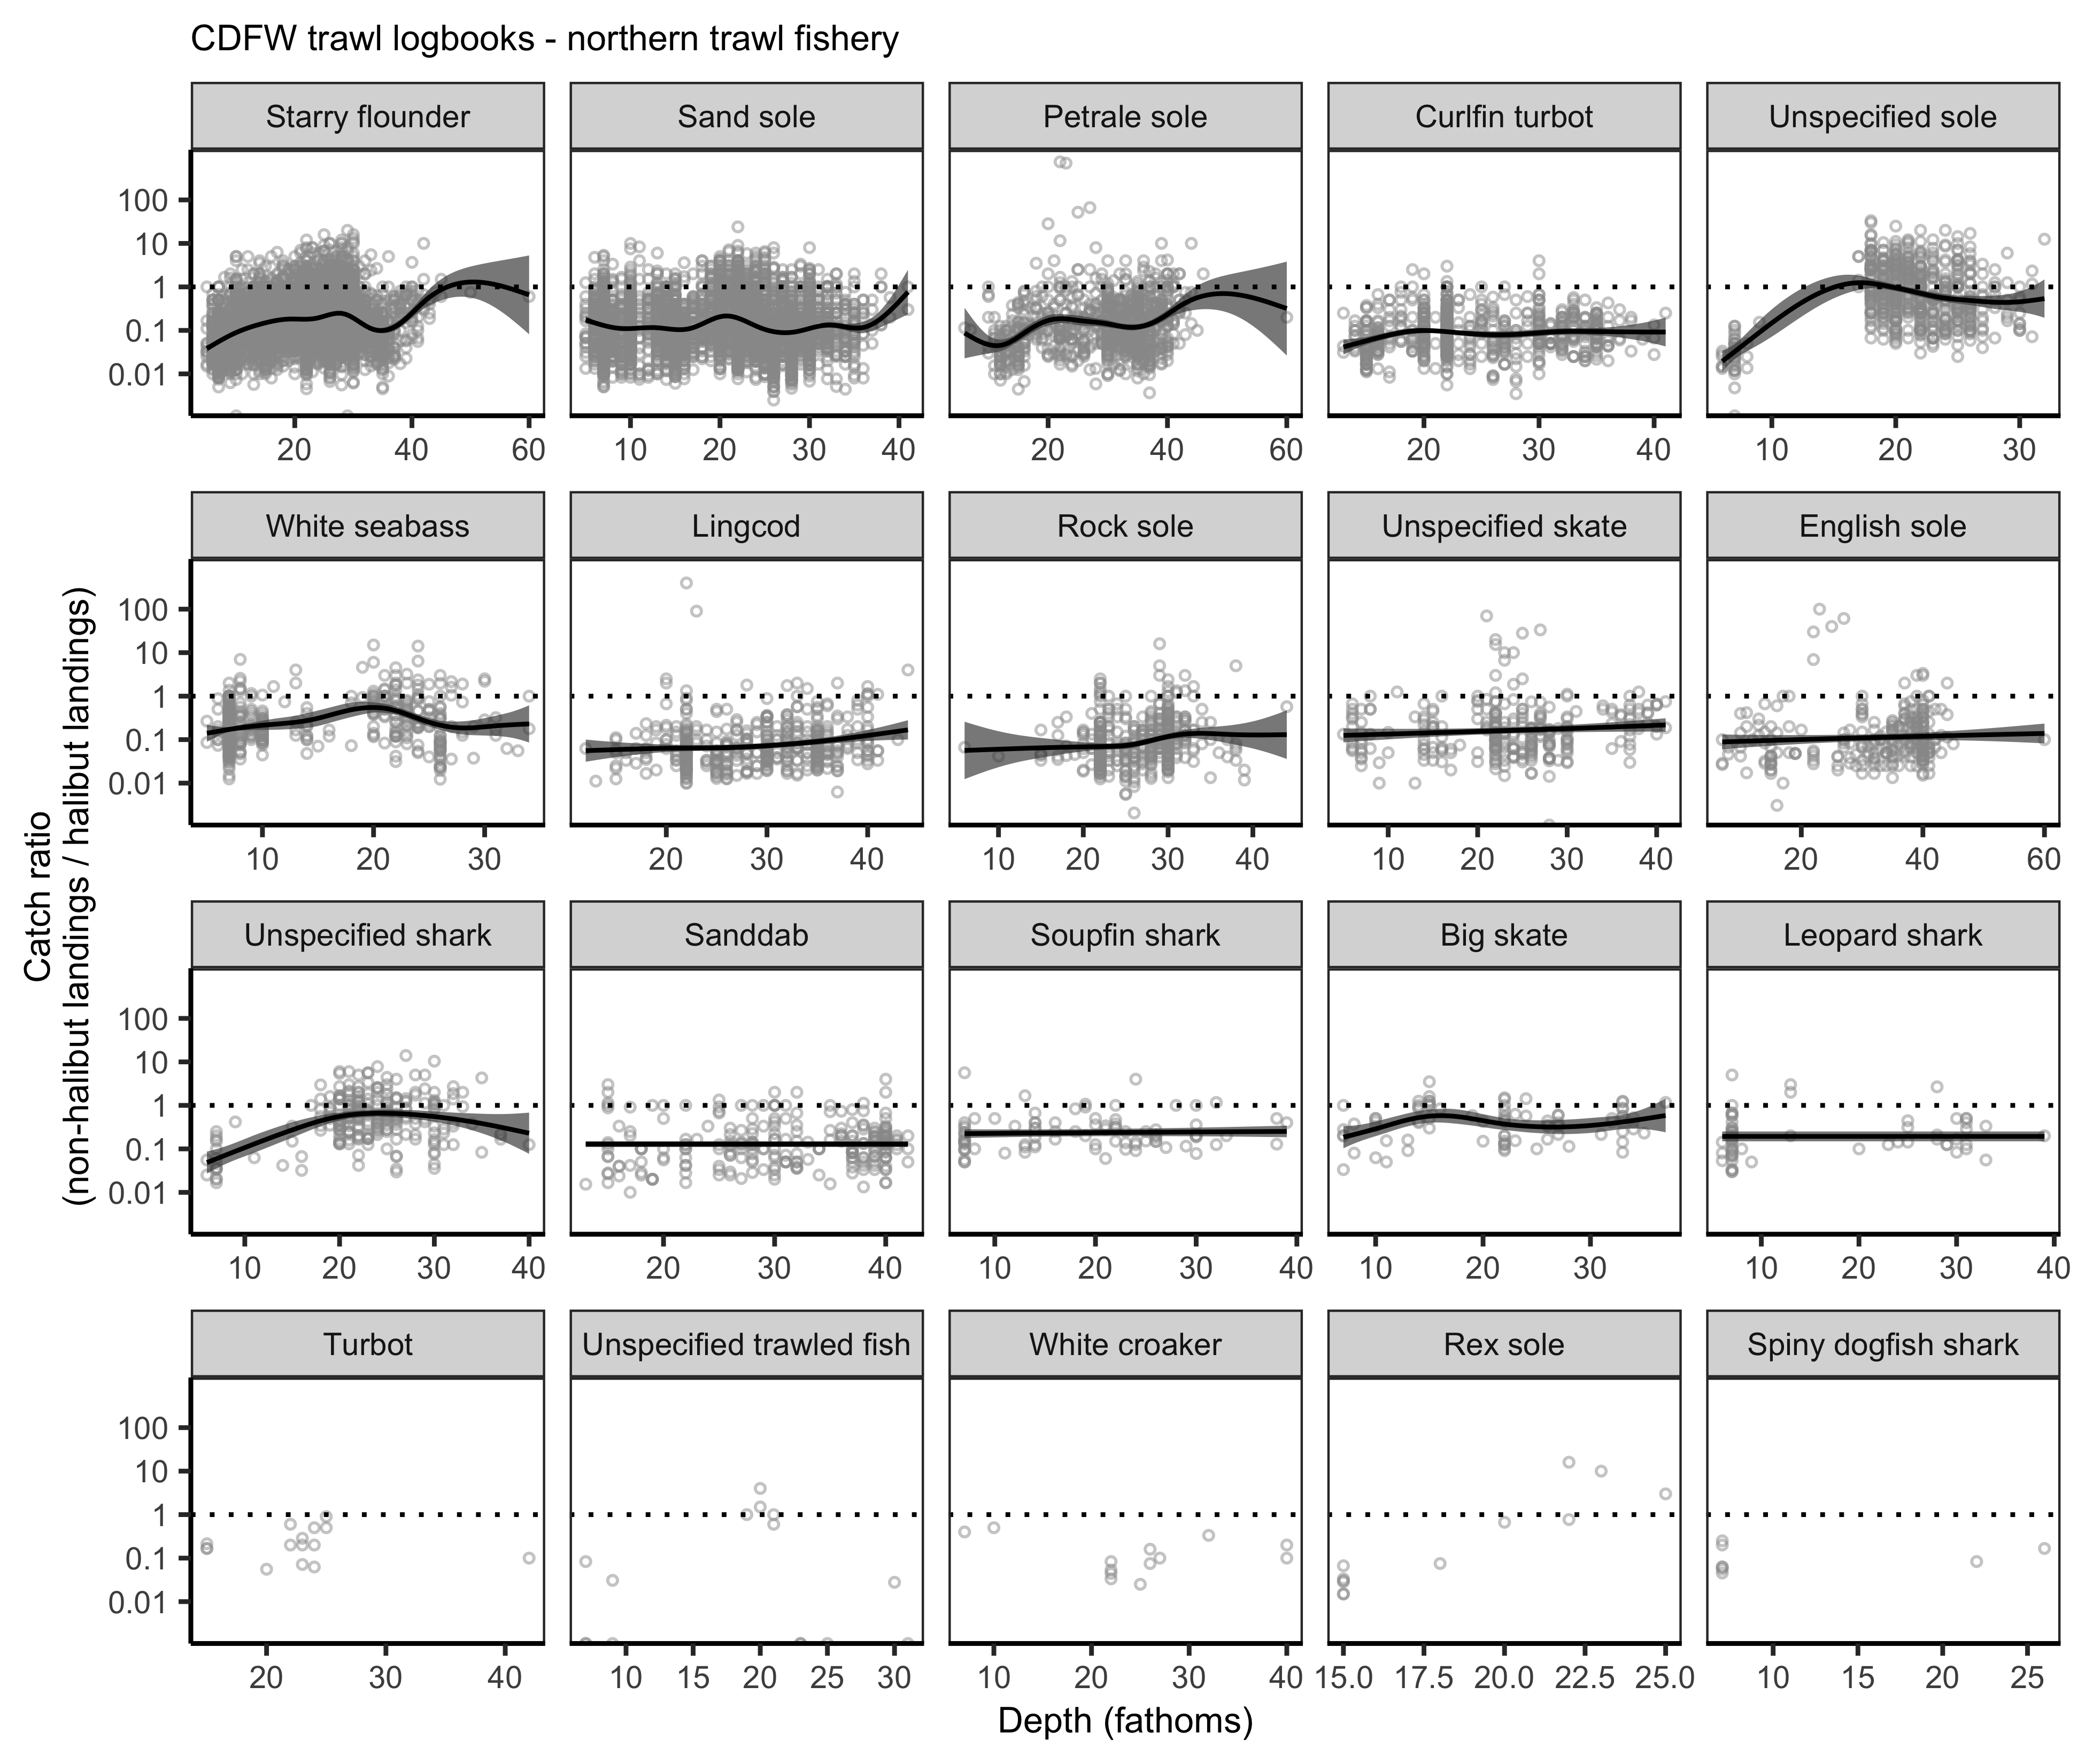 CDFW trawl logbooks - northern trawl fishery
Starry flounder Sand sole Petrale sole Curlfin turbot Unspecified sole
100
10
1
0.1
0.01
20 40 60 10 20 30 40 20 40 60 20 30 40 10 20 30
White seabass Lingcod Rock sole Unspecified skate English sole
100
10
1
0.1
0.01
10 20 30 20 30 40 10 20 30 40 10 20 30 40 20 40 60
Unspecified shark Sanddab Soupfin shark Big skate Leopard shark
100
10
1
0.1
0.01
10 20 30 40 20 30 40 10 20 30 40 10 20 30 10 20 30 40
Turbot Unspecified trawled fish White croaker Rex sole Spiny dogfish shark
100
10
1
0.1
0.01
20 30 40 10 15 20 25 30 10 20 30 40 15.0 17.5 20.0 22.5 25.0 10 15 20 25
Catch ratio
(non-halibut landings / halibut landings)
Depth (fathoms)